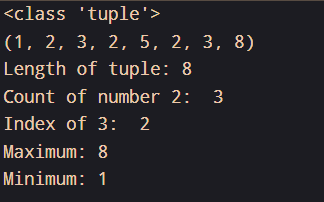 <class 'tuple'>
(1, 2, 3, 2, 5, 2, 3, 8)
Length of tuple: 8
Count of number 2:  3
Index of 3:  2
Maximum: 8
Minimum: 1